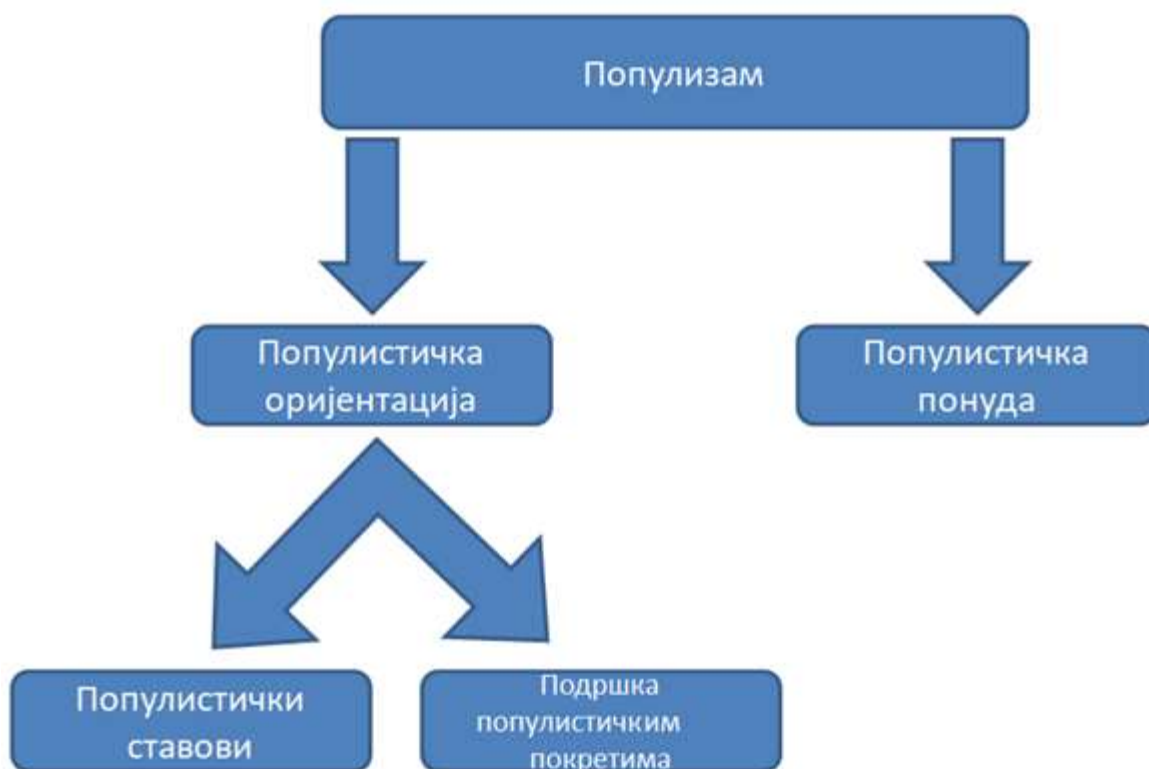 Популизам
Популистичка
оријентација
Популистичка
понуда
Популистички
ставови
Подршка
популистичким
покретима